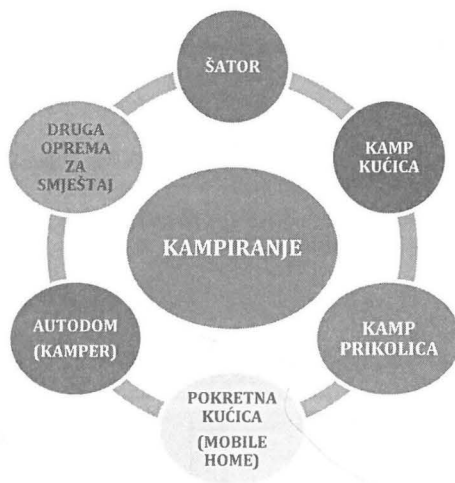 ŠATOR
KAMP
KUĆICA
KAMP
PRIKOLICA
POKRETNA
KUĆICA
(MOBILE
HOME)
AUTODOM
(KAMPER)
DRUGA
OPREMA
ZA
SMJEŠTAJ
KAMPIRANJE